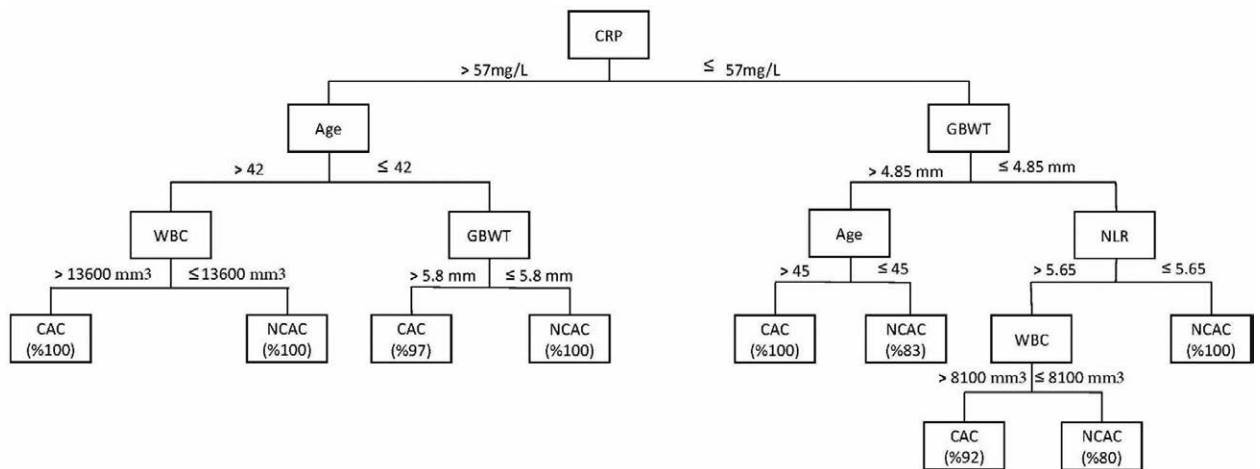 CRP
> 57mg/L ≤ 57mg/L
Age GBWT
> 42 ≤ 42 > 4.85 mm ≤ 4.85 mm
WBC GBWT Age NLR
> 13600 mm3 ≤13600 mm3 > 5.8 mm ≤ 5.8 mm > 45 ≤ 45 > 5.65 ≤ 5.65
CAC NCAC CAC NCAC CAC NCAC WBC NCAC
(%100) (%100) (%97) (%100) (%100) (%83) (%100)
> 8100 mm3 ≤ 8100 mm3
CAC NCAC
(%92) (%80)